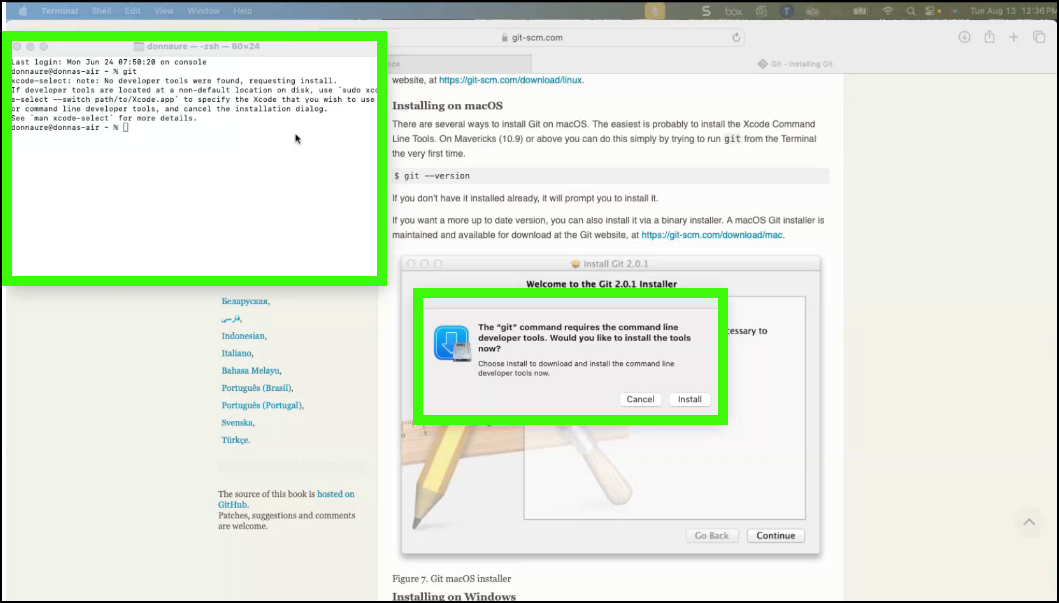 Terminal Shell Edit View Window Help
S box T Tue Aug 13 12:36PM
donnaure — -zsh — 80×24
Last login: Mon Jun 24 07:50:20 on console
donnaure@donnas-air ~ % git
xcode-select: note: No developer tools were found, requesting install.
If developer tools are located at a non-default location on disk, use `sudo xco
e-select --switch path/to/Xcode.app` to specify the Xcode that you wish to use
or command line developer tools, and cancel the installation dialog.
See `man xcode-select` for more details.
donnaure@donnas-air ~ %
git-scm.com
nce
Git - Installing Git
website, at https://git-scm.com/download/linux.
Installing on macOS
There are several ways to install Git on macOS. The easiest is probably to install the Xcode Command
Line Tools. On Mavericks (10.9) or above you can do this simply by trying to run git from the Terminal
the very first time.
$ git --version
If you don't have it installed already, it will prompt you to install it.
If you want a more up to date version, you can also install it via a binary installer. A macOS Git installer is
maintained and available for download at the Git website, at https://git-scm.com/download/mac.
Install Git 2.0.1
Welcome to the Git 2.0.1 Installer
cessary to
The "git" command requires the command line
developer tools. Would you like to install the tools
now?
Choose Install to download and install the command line
developer tools now.
Cancel Install
Go Back Continue
Figure 7. Git macOS installer
Installing on Windows
Беларуская,
فارسی,
Indonesian,
Italiano,
Bahasa Melayu,
Português (Brasil),
Português (Portugal),
Svenska,
Türkçe.
The source of this book is hosted on
GitHub.
Patches, suggestions and comments
are welcome.